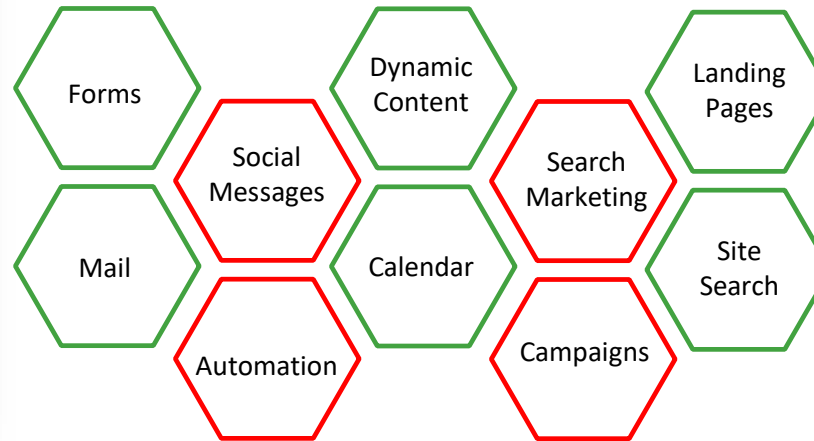 Forms
Dynamic
Content
Landing
Pages
Social
Messages
Search
Marketing
Mail
Calendar
Site
Search
Automation
Campaigns